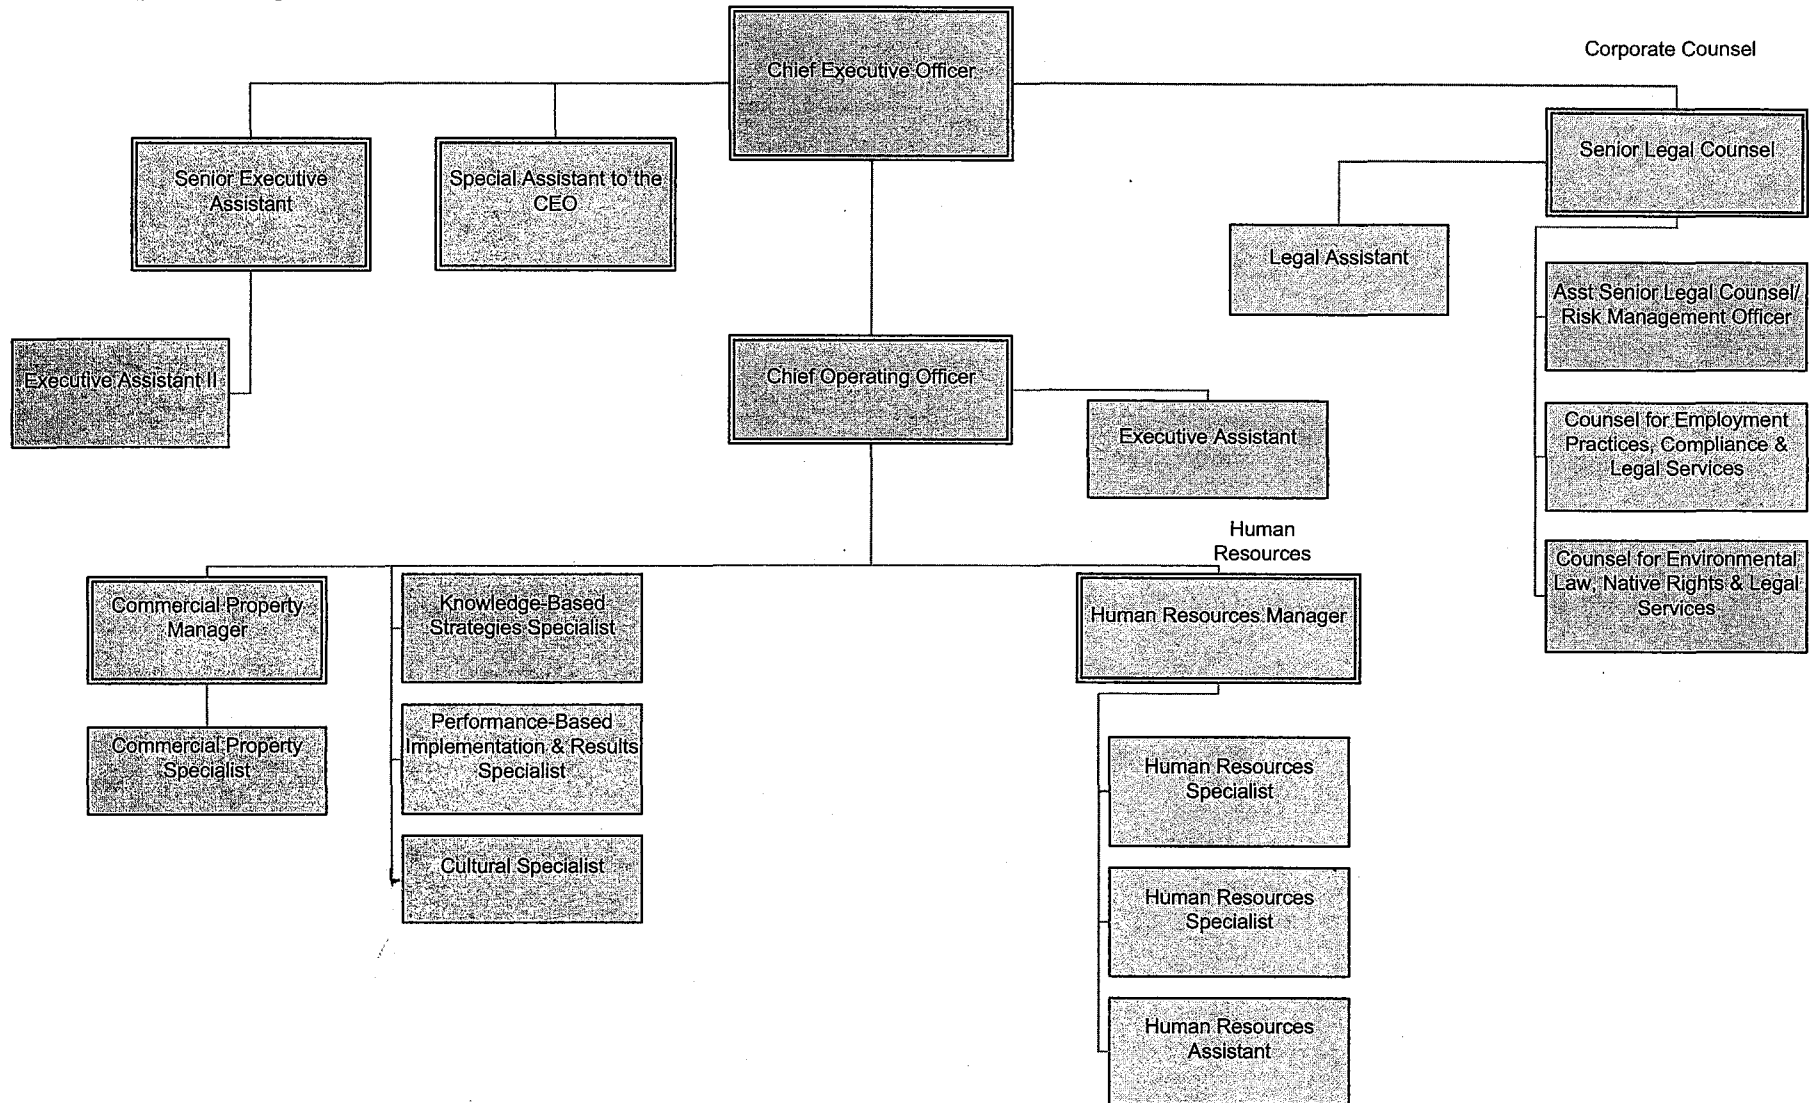 Chief Executive Officer
Corporate Counsel
Senior Executive
Assistant
Special Assistant to the
CEO
Senior Legal Counsel
Legal Assistant
Asst Senior Legal Counsel/
Risk Management Officer
Executive Assistant II
Chief Operating Officer
Executive Assistant
Counsel for Employment
Practices, Compliance &
Legal Services
Human
Resources
Counsel for Environmental
Law, Native Rights & Legal
Services
Commercial Property
Manager
Knowledge-Based
Strategies Specialist
Human Resources Manager
Commercial Property
Specialist
Performance-Based
Implementation & Results
Specialist
Cultural Specialist
Human Resources
Specialist
Human Resources
Specialist
Human Resources
Assistant